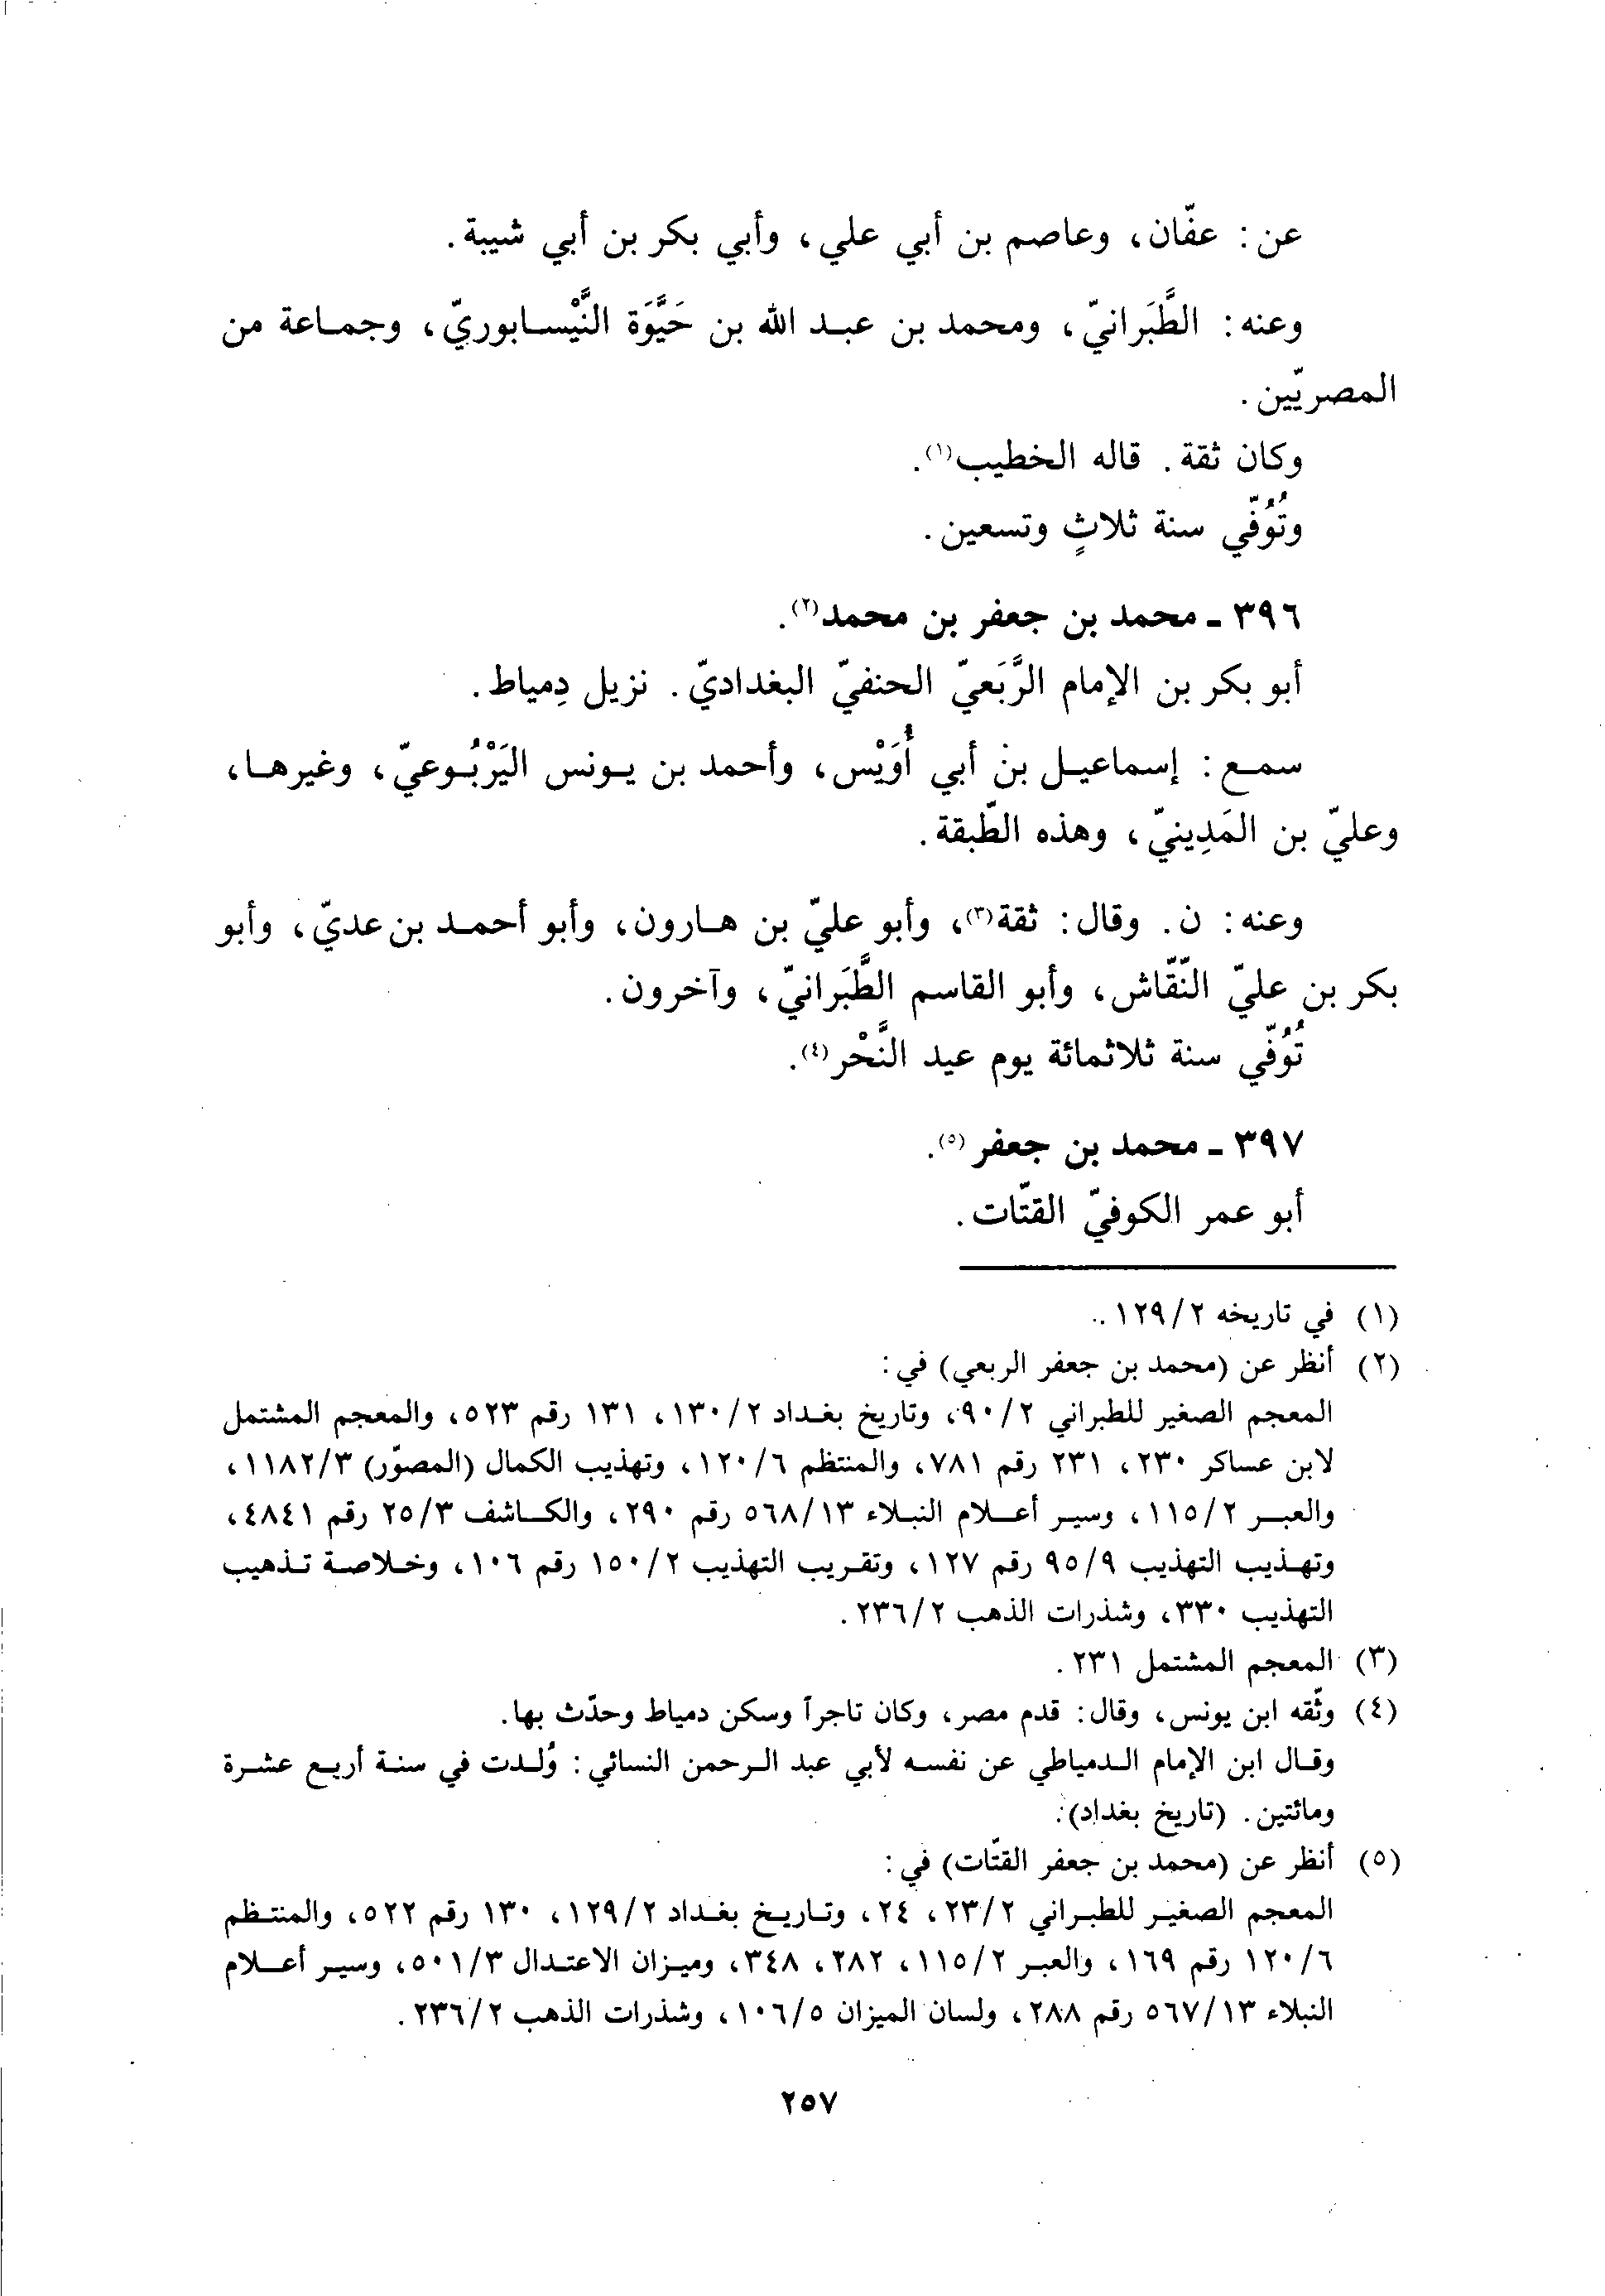 عن: عفّان، وعاصم بن أبي علي، وأبي بكر بن أبي شيبة.
وعنه: الطَّبَرانيّ، ومحمد بن عبد الله بن حَيَّوَة النَّيْسابوريّ، وجماعة من
المصريّين.
وكان ثقة. قاله الخطيب(١).
وتُوُفّي سنة ثلاثٍ وتسعين.
٣٩٦ - محمد بن جعفر بن محمد(٢).
أبو بكر بن الإمام الرَّبَعيّ الحنفيّ البغداديّ. نزيل دِمياط.
سمع: إسماعيل بن أبي أُوَيْس، وأحمد بن يونس اليَرْبُوعيّ، وغيرها،
وعليّ بن المَدِينيّ، وهذه الطّبقة.
وعنه: ن. وقال: ثقة(٣)، وأبو عليّ بن هارون، وأبو أحمد بن عديّ، وأبو
بكر بن عليّ النّقّاش، وأبو القاسم الطَّبَرانيّ، وآخرون.
تُوُفّي سنة ثلاثمائة يوم عيد النَّحْر(٤).
٣٩٧ - محمد بن جعفر(٥).
أبو عمر الكوفيّ القتّات.
(١) في تاريخه ١٢٩/٢..
(٢) أنظر عن (محمد بن جعفر الربعي) في:
المعجم الصغير للطبراني ٩٠/٢، وتاريخ بغداد ١٣٠/٢، ١٣١ رقم ٥٢٣، والمعجم المشتمل
لابن عساكر ٢٣٠، ٢٣١ رقم ٧٨١، والمنتظم ١٢٠/٦، وتهذيب الكمال (المصوّر) ١١٨٢/٣،
والعبر ١١٥/٢، وسير أعلام النبلاء ٥٦٨/١٣ رقم ٢٩٠، والكاشف ٢٥/٣ رقم ٤٨٤١،
وتهذيب التهذيب ٩٥/٩ رقم ١٢٧، وتقريب التهذيب ١٥٠/٢ رقم ١٠٦، وخلاصة تذهيب
التهذيب ٣٣٠، وشذرات الذهب ٢٣٦/٢.
(٣) المعجم المشتمل ٢٣١.
(٤) وثّقه ابن يونس، وقال: قدم مصر، وكان تاجراً وسكن دمياط وحدّث بها.
وقال ابن الإمام الدمياطي عن نفسه لأبي عبد الرحمن النسائي: وُلدت في سنة أربع عشرة
ومائتين. (تاريخ بغداد).
(٥) أنظر عن (محمد بن جعفر القتّات) في:
المعجم الصغير للطبراني ٢٣/٢، ٢٤، وتاريخ بغداد ١٢٩/٢، ١٣٠ رقم ٥٢٢، والمنتظم
١٢٠/٦ رقم ١٦٩، والعبر ١١٥/٢، ٢٨٢، ٣٤٨، وميزان الاعتدال ٥٠١/٣، وسير أعلام
النبلاء ٥٦٧/١٣ رقم ٢٨٨، ولسان الميزان ١٠٦/٥، وشذرات الذهب ٢٣٦/٢.
٢٥٧